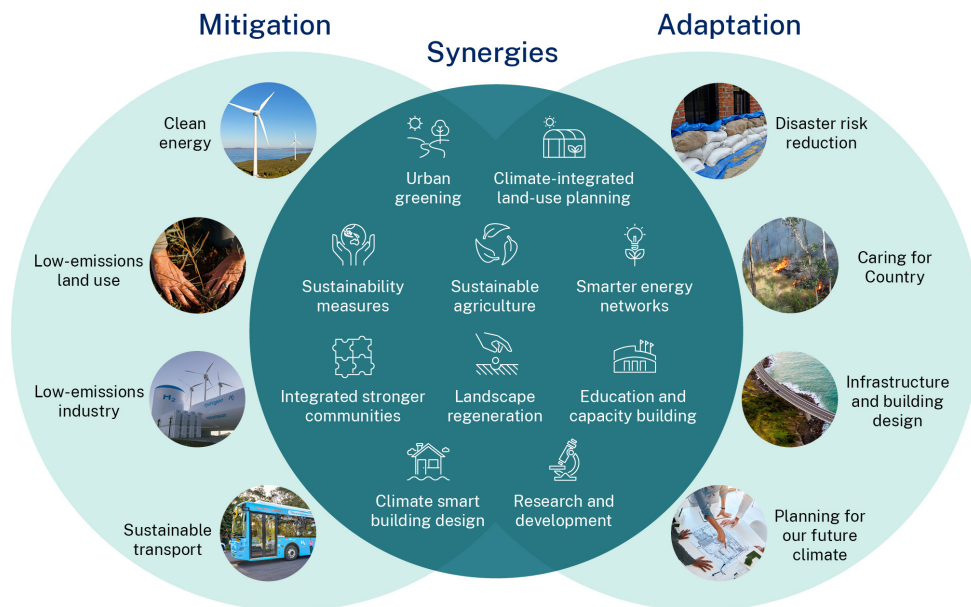 Mitigation
Synergies
Adaptation
Clean
energy
Low-emissions
land use
Low-emissions
industry
H2
Sustainable
transport
Urban
greening
Climate-integrated
land-use planning
Sustainability
measures
Sustainable
agriculture
Smarter energy
networks
Integrated stronger
communities
Landscape
regeneration
Education and
capacity building
Climate smart
building design
Research and
development
Disaster risk
reduction
Caring for
Country
Infrastructure
and building
design
Planning for
our future
climate